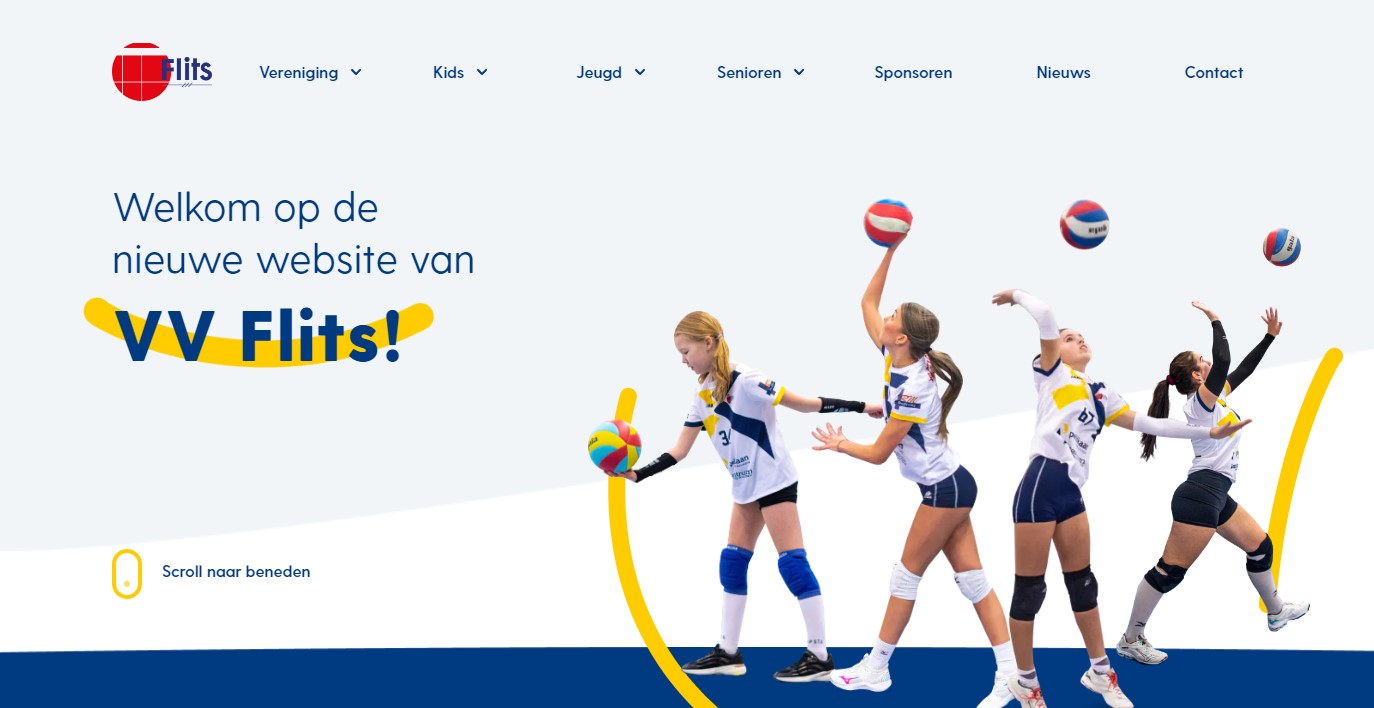 Flits
Vereniging
Kids
Jeugd
Senioren
Sponsoren
Nieuws
Contact
Welkom op de
nieuwe website van
VV Flits!
Scroll naar beneden